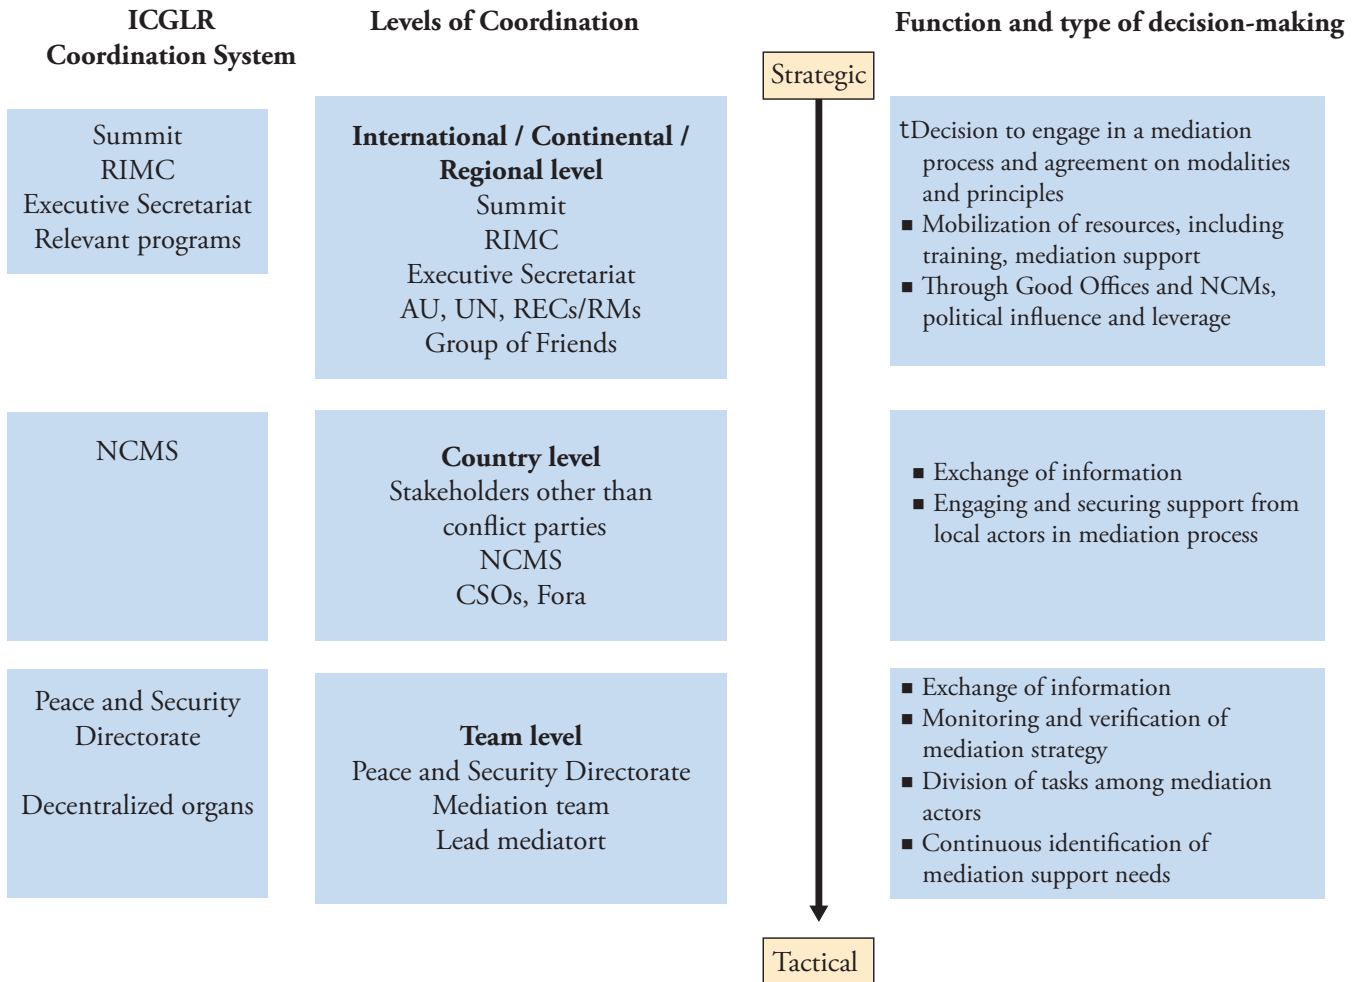 ICGLR
Coordination System
Levels of Coordination
Function and type of decision-making
Strategic
Summit
RIMC
Executive Secretariat
Relevant programs
International / Continental /
Regional level
Summit
RIMC
Executive Secretariat
AU, UN, RECs/RMs
Group of Friends
tDecision to engage in a mediation
process and agreement on modalities
and principles
■ Mobilization of resources, including
training, mediation support
■ Through Good Offices and NCMs,
political influence and leverage
NCMS
Country level
Stakeholders other than
conflict parties
NCMS
CSOs, Fora
■ Exchange of information
■ Engaging and securing support from
local actors in mediation process
Peace and Security
Directorate
Decentralized organs
Team level
Peace and Security Directorate
Mediation team
Lead mediatort
■ Exchange of information
■ Monitoring and verification of
mediation strategy
■ Division of tasks among mediation
actors
■ Continuous identification of
mediation support needs
Tactical